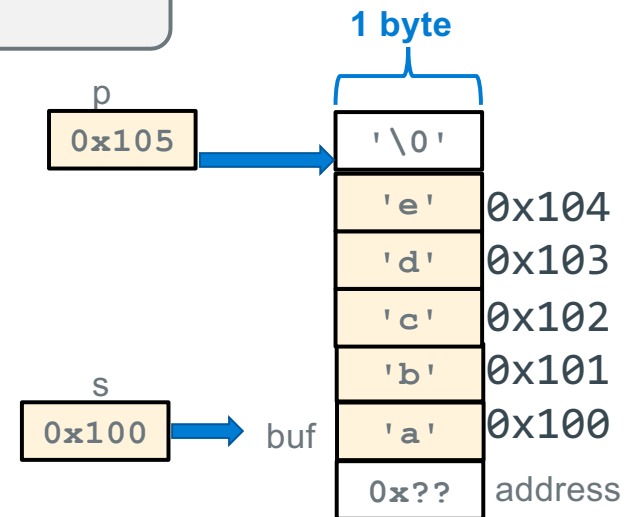 1 byte
p
0x105
'\0'
'e' 0x104
'd' 0x103
'c' 0x102
'b' 0x101
s
0x100 buf 'a' 0x100
0x?? address